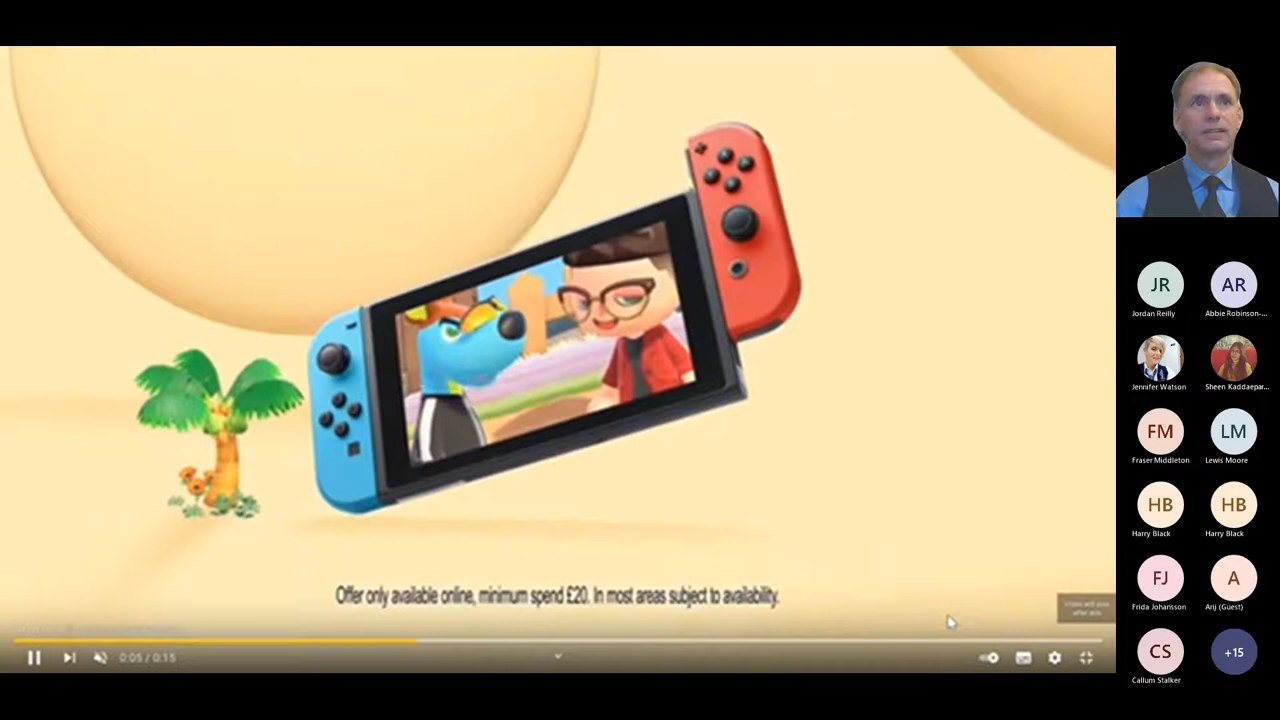 Offer only available online, minimum spend £20. In most areas subject to availability.
0:05 / 0:15
JR
Jordan Reilly
AR
Abbie Robinson-...
Jennifer Watson
Sheen Kaddaepar...
FM
Fraser Middleton
LM
Lewis Moore
HB
Harry Black
HB
Harry Black
FJ
Frida Johansson
A
Arij (Guest)
CS
Callum Stalker
+15